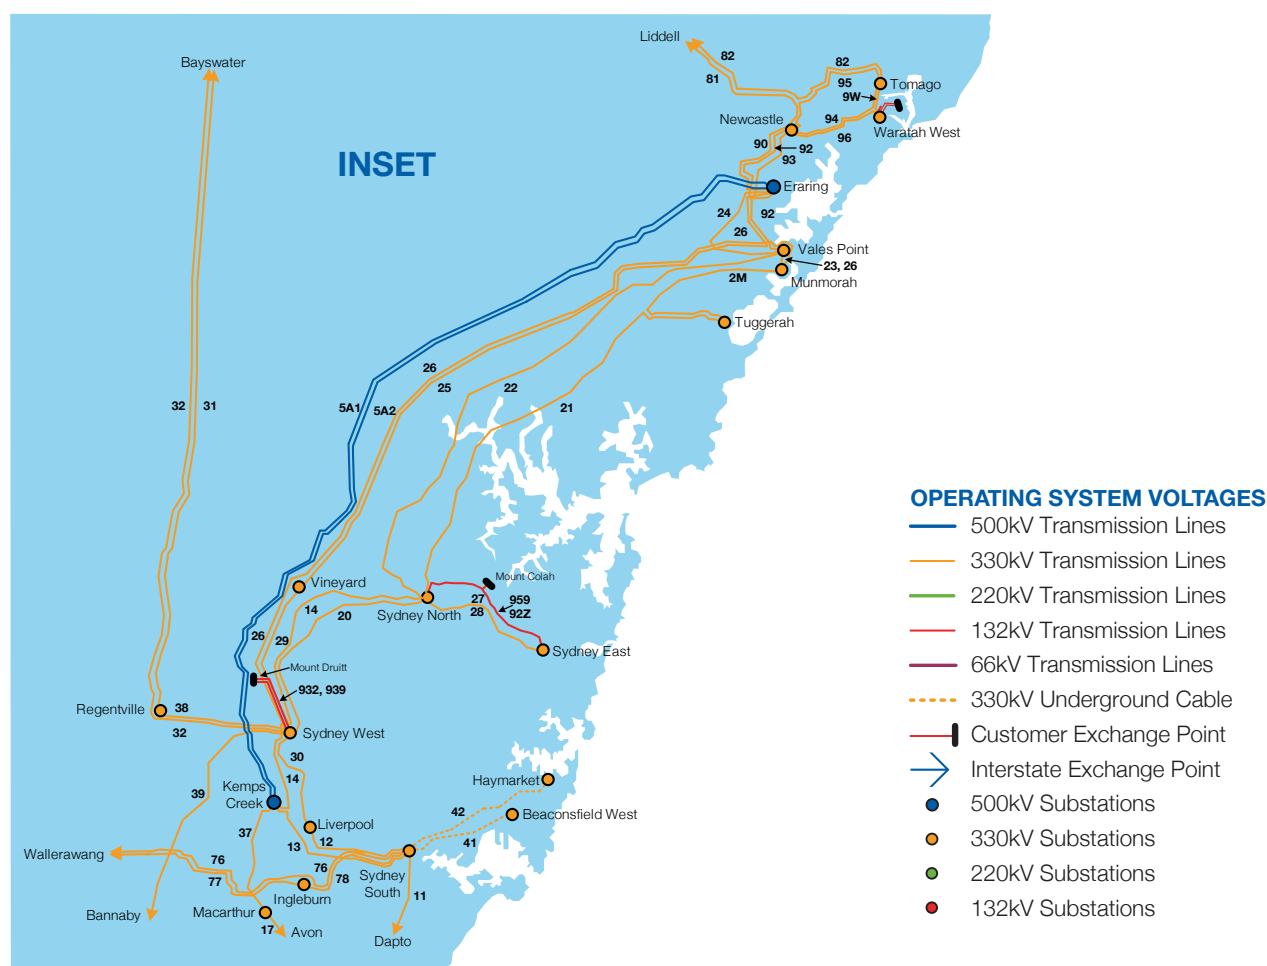 Liddell
82
81
82
Bayswater
95
Tomago
9W
Newcastle
94
Waratah West
96
90
92
93
INSET
Eraring
24
92
26
Vales Point
23, 26
2M
Munmorah
Tuggerah
26
25
22
32
31
5A1
5A2
21
OPERATING SYSTEM VOLTAGES
500kV Transmission Lines
330kV Transmission Lines
220kV Transmission Lines
132kV Transmission Lines
66kV Transmission Lines
330kV Underground Cable
Customer Exchange Point
Interstate Exchange Point
500kV Substations
330kV Substations
220kV Substations
132kV Substations
Mount Colah
Vineyard
27
959
14
20
Sydney North
28
92Z
26
29
Sydney East
Mount Druitt
932, 939
Regentville
38
32
Sydney West
30
14
Kemps
Creek
Haymarket
39
42
Beaconsfield West
Liverpool
37
12
41
13
Wallerawang
76
76
77
78
Sydney
South
Ingleburn
11
Macarthur
Bannaby
17
Avon
Dapto